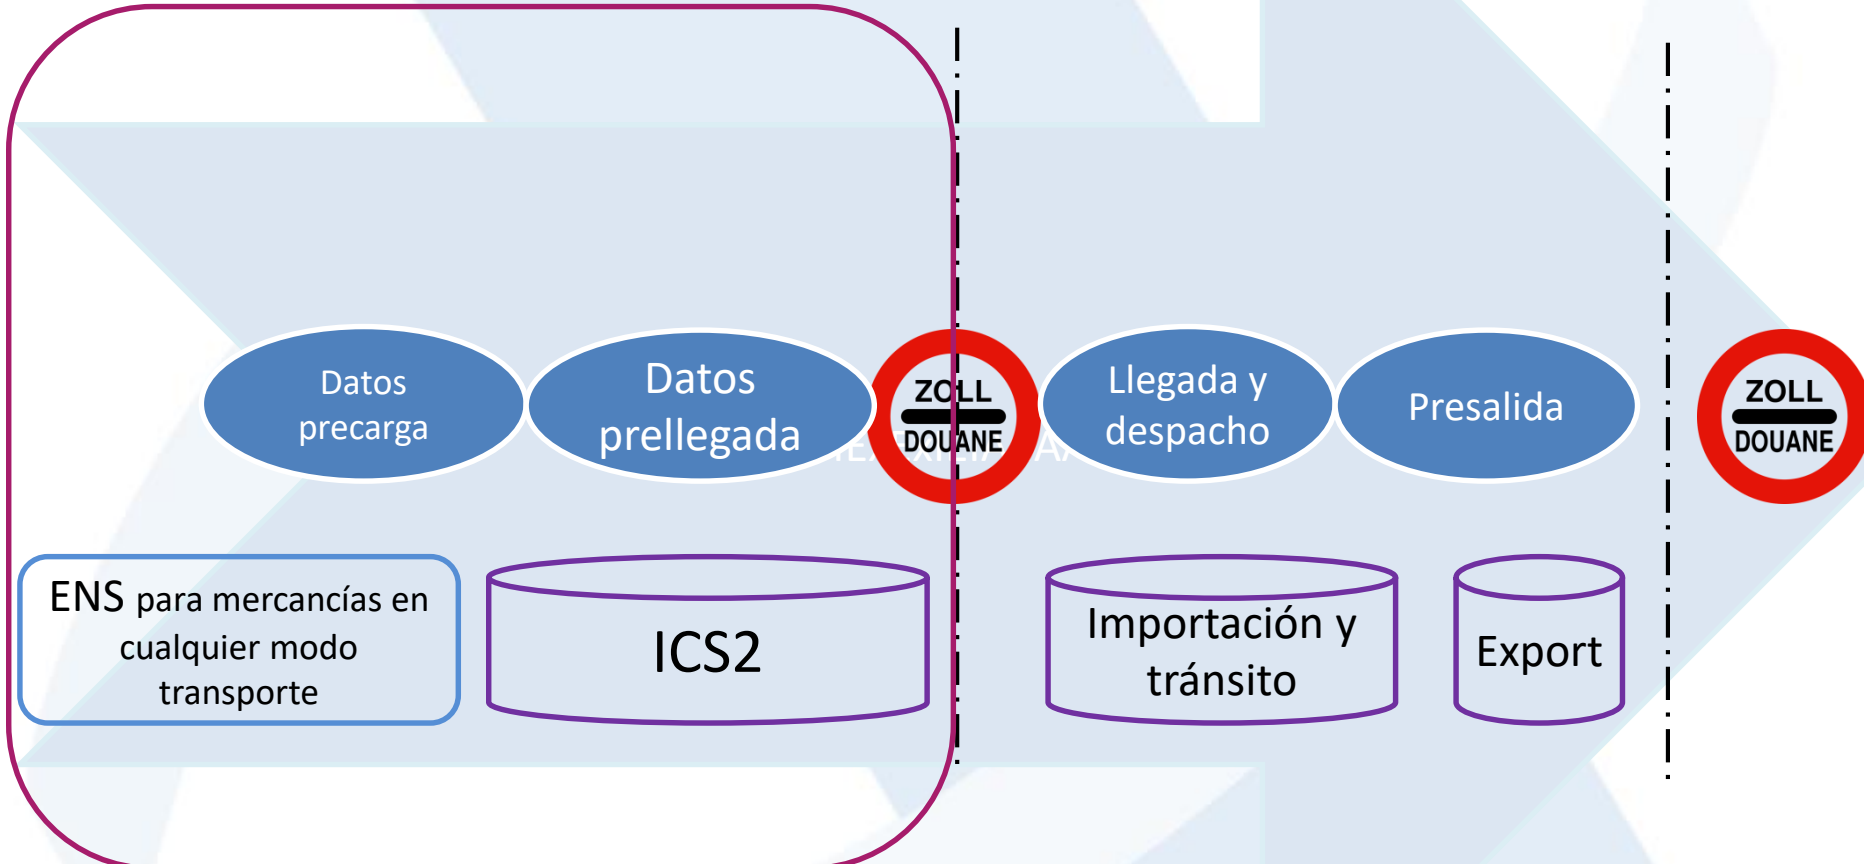 Datos
precarga
Datos
prellegada
ZOLL
DOUANE
Llegada y
despacho
Presalida
ZOLL
DOUANE
ENS para mercancías en
cualquier modo
transporte
ICS2
Importación y
tránsito
Export